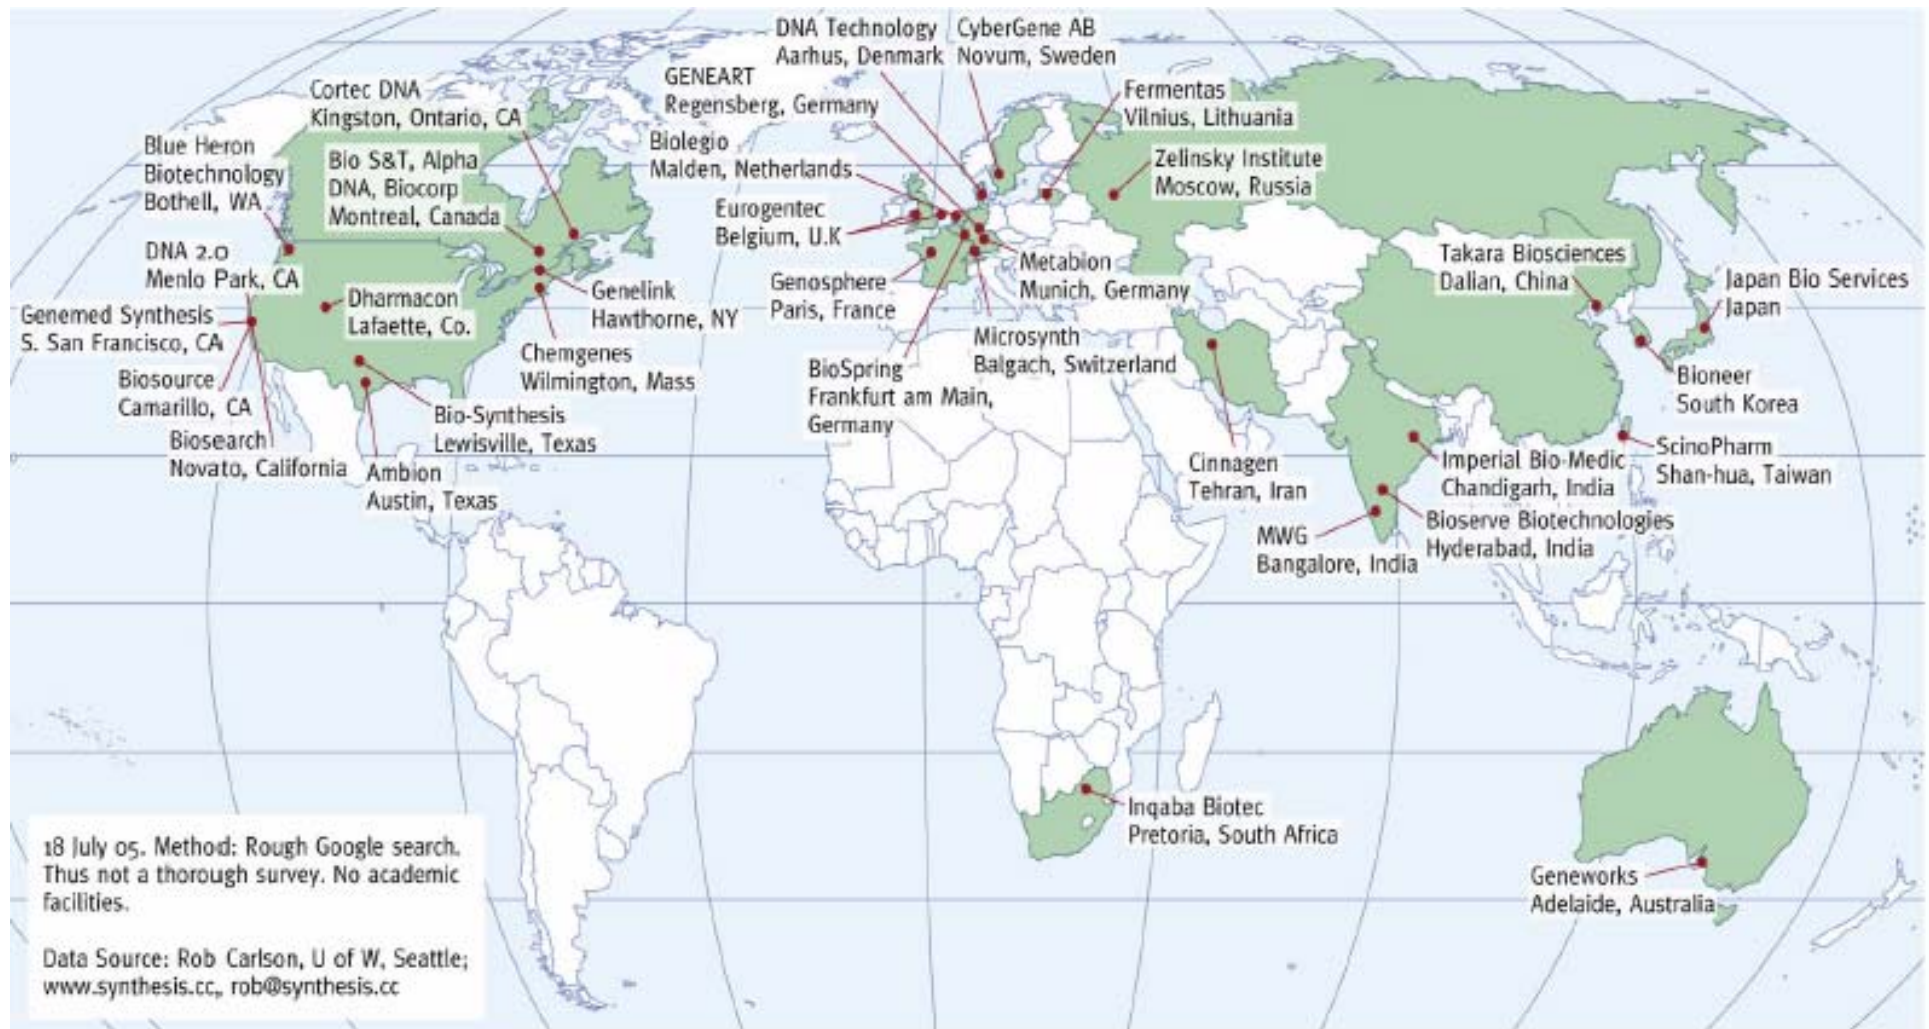 DNA Technology
Aarhus, Denmark
CyberGene AB
Novum, Sweden
GENEART
Regensberg, Germany
Cortec DNA
Kingston, Ontario, CA
Fermentas
Vilnius, Lithuania
Blue Heron
Biotechnology
Bothell, WA
Bio S&T, Alpha
DNA, Biocorp
Montreal, Canada
Biolegio
Malden, Netherlands
Zelinsky Institute
Moscow, Russia
Eurogentec
Belgium, U.K
DNA 2.0
Menlo Park, CA
Genosphere
Paris, France
Metabion
Munich, Germany
Takara Biosciences
Dalian, China
Japan Bio Services
Japan
Genemed Synthesis
S. San Francisco, CA
Dharmacon
Lafaette, Co.
Genelink
Hawthorne, NY
Chemgenes
Wilmington, Mass
Microsynth
Balgach, Switzerland
BioSpring
Frankfurt am Main,
Germany
Biosource
Camarillo, CA
Bioneer
South Korea
Bio-Synthesis
Lewisville, Texas
Biosearch
Novato, California
Ambion
Austin, Texas
Cinnagen
Tehran, Iran
Imperial Bio-Medic
Chandigarh, India
ScinoPharm
Shan-hua, Taiwan
MWG
Bangalore, India
Bioserve Biotechnologies
Hyderabad, India
Inqaba Biotec
Pretoria, South Africa
Geneworks
Adelaide, Australia
18 July 05. Method: Rough Google search.
Thus not a thorough survey. No academic
facilities.
Data Source: Rob Carlson, U of W, Seattle;
www.synthesis.cc, rob@synthesis.cc